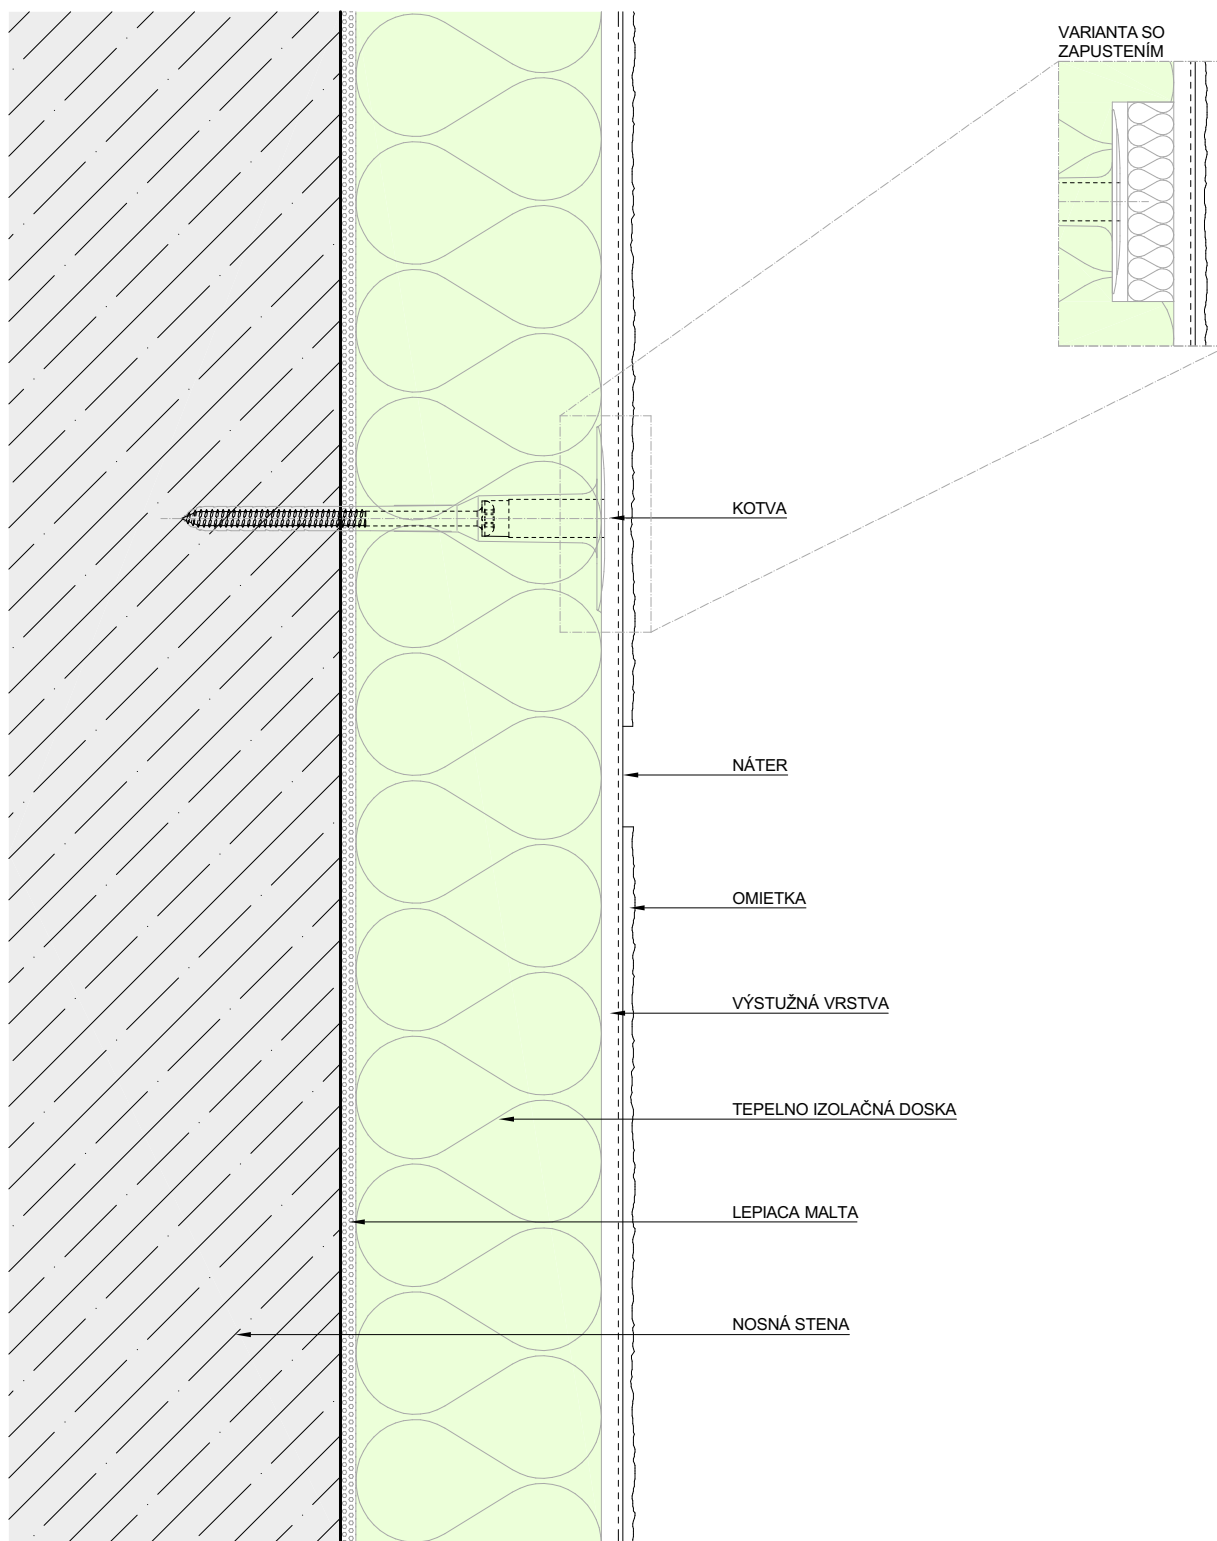 VARIANTA SO
ZAPUSTENÍM
KOTVA
NÁTER
OMIETKA
VÝSTUŽNÁ VRSTVA
TEPELNO IZOLAČNÁ DOSKA
LEPIACA MALTA
NOSNÁ STENA